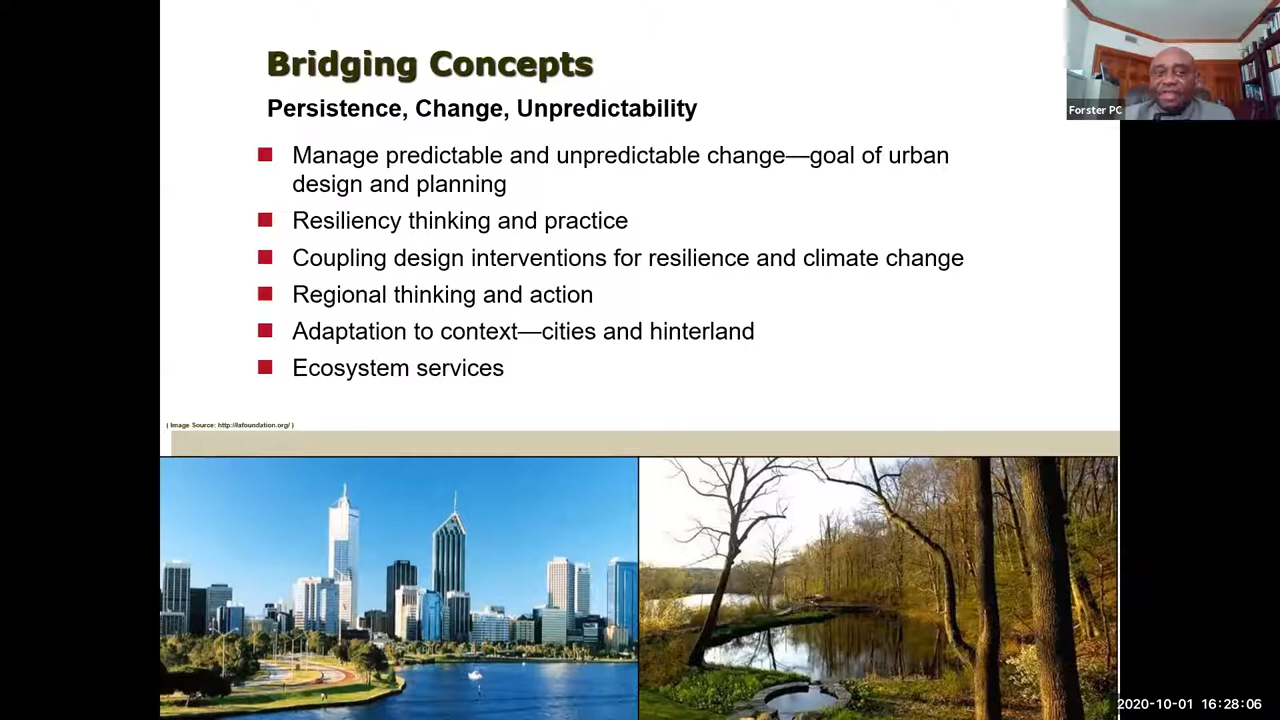 Bridging Concepts
Persistence, Change, Unpredictability
Manage predictable and unpredictable change—goal of urban
design and planning
Resiliency thinking and practice
Coupling design interventions for resilience and climate change
Regional thinking and action
Adaptation to context—cities and hinterland
Ecosystem services
( Image Source: http://lafoundation.org/ )
Forster PC
2020-10-01 16:28:06